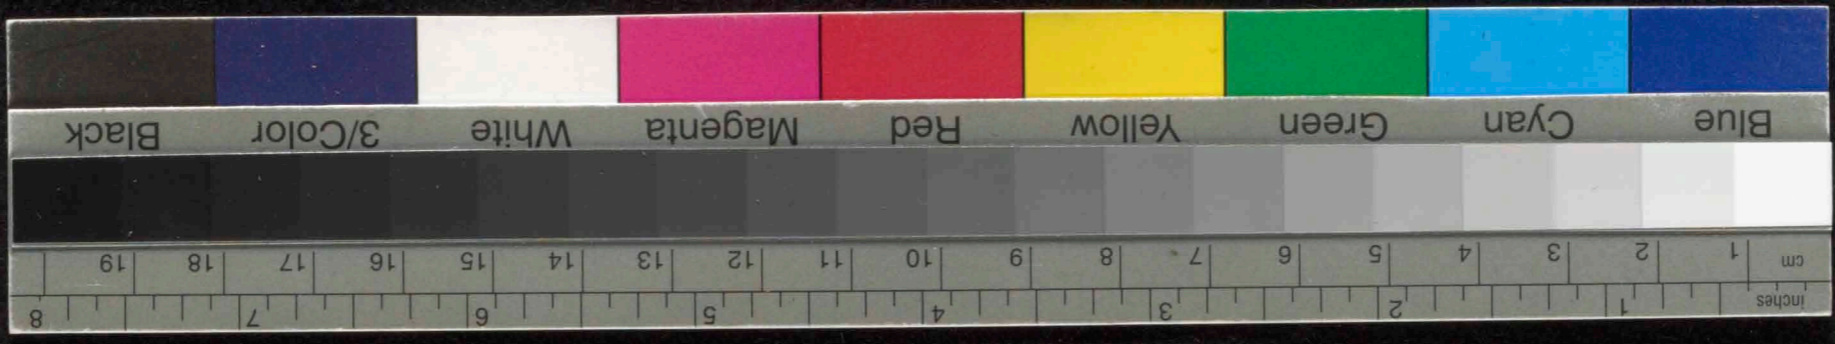 inches 1 2 3 4 5 6 7 8
cm 1 2 3 4 5 6 7 8 9 10 11 12 13 14 15 16 17 18 19
Blue Cyan Green Yellow Red Magenta White 3/Color Black